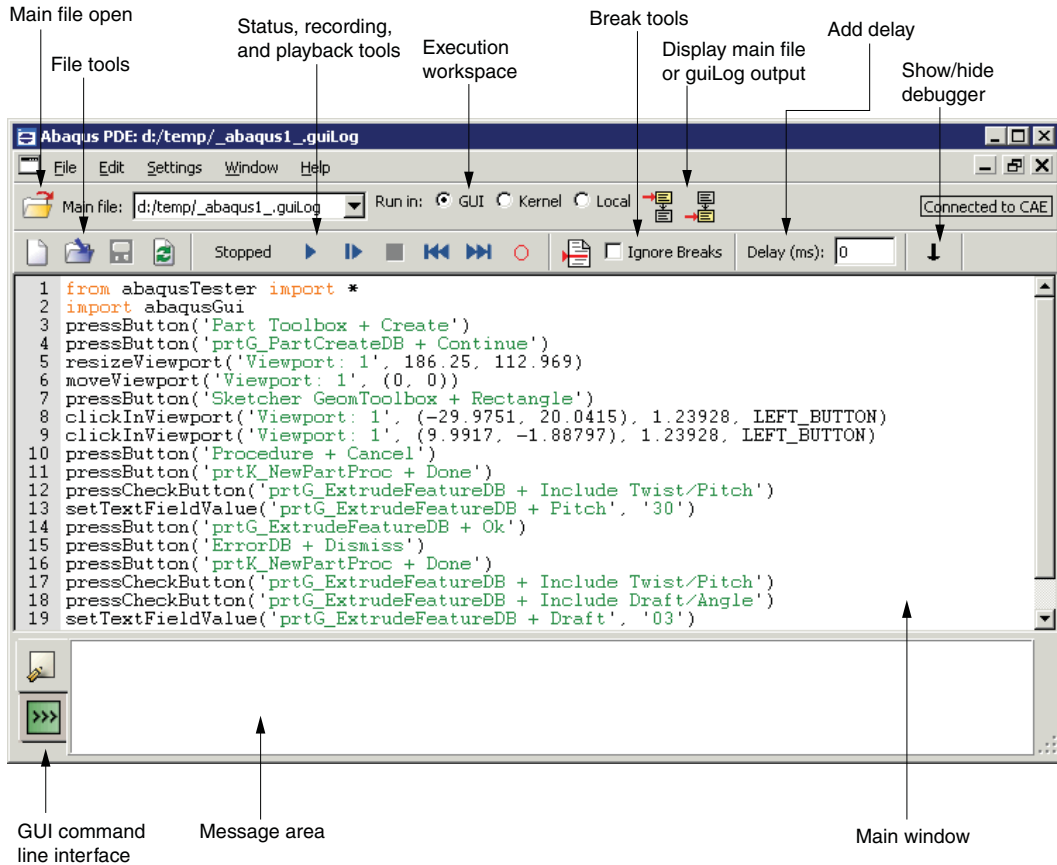 Main file open
File tools
Status, recording,
and playback tools
Execution
workspace
Break tools
Display main file
or guiLog output
Add delay
Show/hide
debugger
Abaqus PDE: d:/temp/_abaqus1_.guiLog
File Edit Settings Window Help
Main file: d:/temp/_abaqus1_.guiLog Run in: GUI Kernel Local Connected to CAE
Stopped Ignore Breaks Delay (ms): 0
1 from abaqusTester import *
2 import abaqusGui
3 pressButton('Part Toolbox + Create')
4 pressButton('prtG_PartCreateDB + Continue')
5 resizeViewport('Viewport: 1', 186.25, 112.969)
6 moveViewport('Viewport: 1', (0, 0))
7 pressButton('Sketcher GeomToolbox + Rectangle')
8 clickInViewport('Viewport: 1', (-29.9751, 20.0415), 1.23928, LEFT_BUTTON)
9 clickInViewport('Viewport: 1', (9.9917, -1.88797), 1.23928, LEFT_BUTTON)
10 pressButton('Procedure + Cancel')
11 pressButton('prtK_NewPartProc + Done')
12 pressCheckButton('prtG_ExtrudeFeatureDB + Include Twist/Pitch')
13 setTextFieldValue('prtG_ExtrudeFeatureDB + Pitch', '30')
14 pressButton('prtG_ExtrudeFeatureDB + Ok')
15 pressButton('ErrorDB + Dismiss')
16 pressButton('prtK_NewPartProc + Done')
17 pressCheckButton('prtG_ExtrudeFeatureDB + Include Twist/Pitch')
18 pressCheckButton('prtG_ExtrudeFeatureDB + Include Draft/Angle')
19 setTextFieldValue('prtG_ExtrudeFeatureDB + Draft', '03')
>>>
GUI command
line interface
Message area
Main window